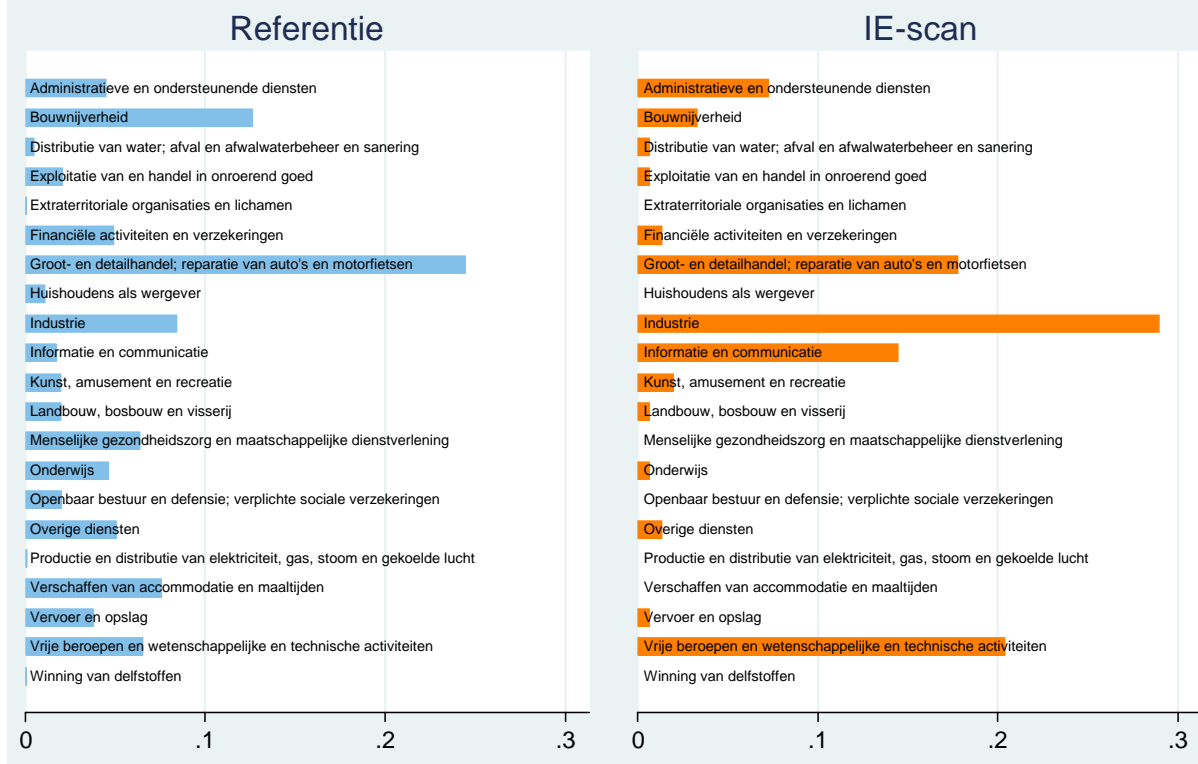 Referentie
Administratieve en ondersteunende diensten
Bouwnijverheid
Distributie van water; afval en afwalwaterbeheer en sanering
Exploitatie van en handel in onroerend goed
Extraterritoriale organisaties en lichamen
Financiële activiteiten en verzekeringen
Groot- en detailhandel; reparatie van auto's en motorfietsen
Huishoudens als wergever
Industrie
Informatie en communicatie
Kunst, amusement en recreatie
Landbouw, bosbouw en visserij
Menselijke gezondheidszorg en maatschappelijke dienstverlening
Onderwijs
Openbaar bestuur en defensie; verplichte sociale verzekeringen
Overige diensten
Productie en distributie van elektriciteit, gas, stoom en gekoelde lucht
Verschaffen van accommodatie en maaltijden
Vervoer en opslag
Vrije beroepen en wetenschappelijke en technische activiteiten
Winning van delfstoffen
0 .1 .2 .3
IE-scan
Administratieve en ondersteunende diensten
Bouwnijverheid
Distributie van water; afval en afwalwaterbeheer en sanering
Exploitatie van en handel in onroerend goed
Extraterritoriale organisaties en lichamen
Financiële activiteiten en verzekeringen
Groot- en detailhandel; reparatie van auto's en motorfietsen
Huishoudens als wergever
Industrie
Informatie en communicatie
Kunst, amusement en recreatie
Landbouw, bosbouw en visserij
Menselijke gezondheidszorg en maatschappelijke dienstverlening
Onderwijs
Openbaar bestuur en defensie; verplichte sociale verzekeringen
Overige diensten
Productie en distributie van elektriciteit, gas, stoom en gekoelde lucht
Verschaffen van accommodatie en maaltijden
Vervoer en opslag
Vrije beroepen en wetenschappelijke en technische activiteiten
Winning van delfstoffen
0 .1 .2 .3